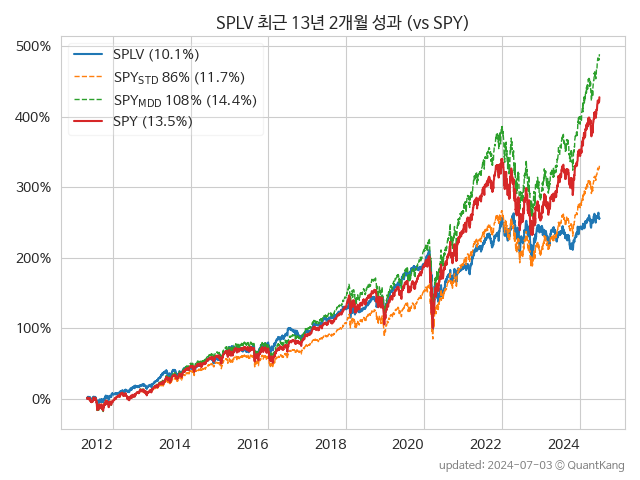 SPLV 최근 13년 2개월 성과 (vs SPY)
500%
400%
300%
200%
100%
0%
SPLV (10.1%)
SPY_STD 86% (11.7%)
SPY_MDD 108% (14.4%)
SPY (13.5%)
2012 2014 2016 2018 2020 2022 2024
updated: 2024-07-03 @ QuantKang